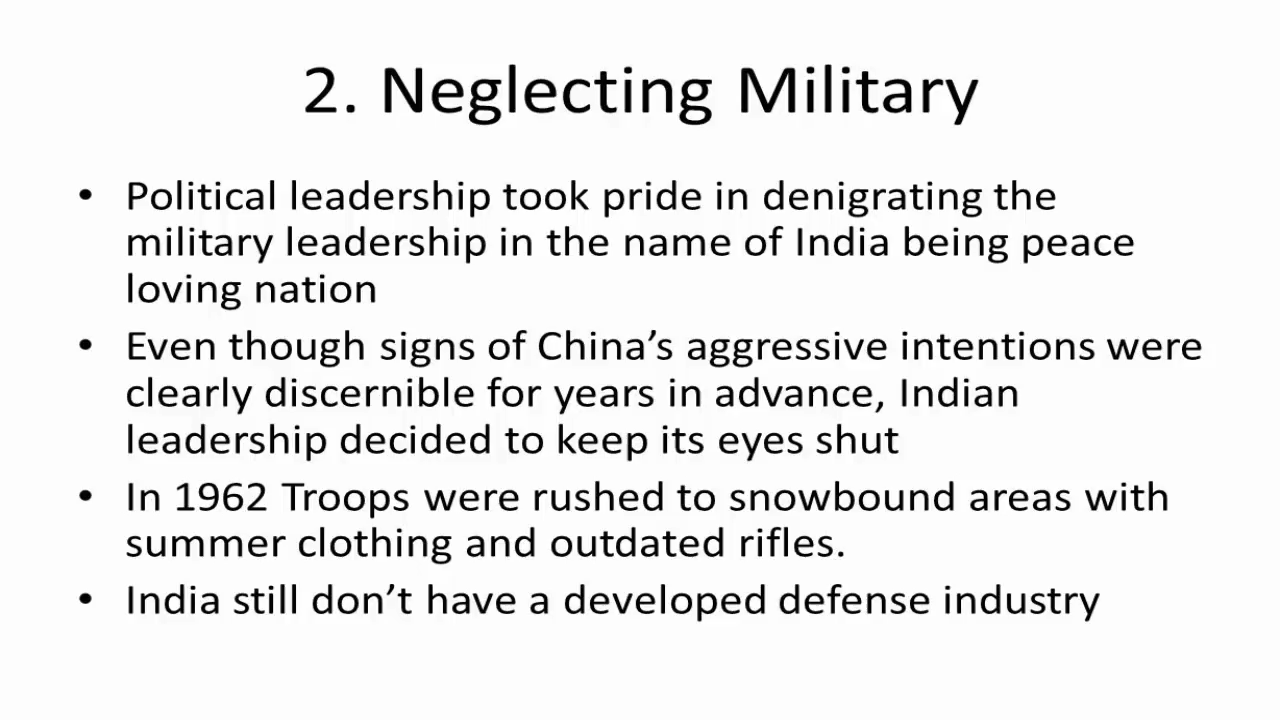 2. Neglecting Military
• Political leadership took pride in denigrating the
military leadership in the name of India being peace
loving nation
• Even though signs of China’s aggressive intentions were
clearly discernible for years in advance, Indian
leadership decided to keep its eyes shut
• In 1962 Troops were rushed to snowbound areas with
summer clothing and outdated rifles.
• India still don’t have a developed defense industry